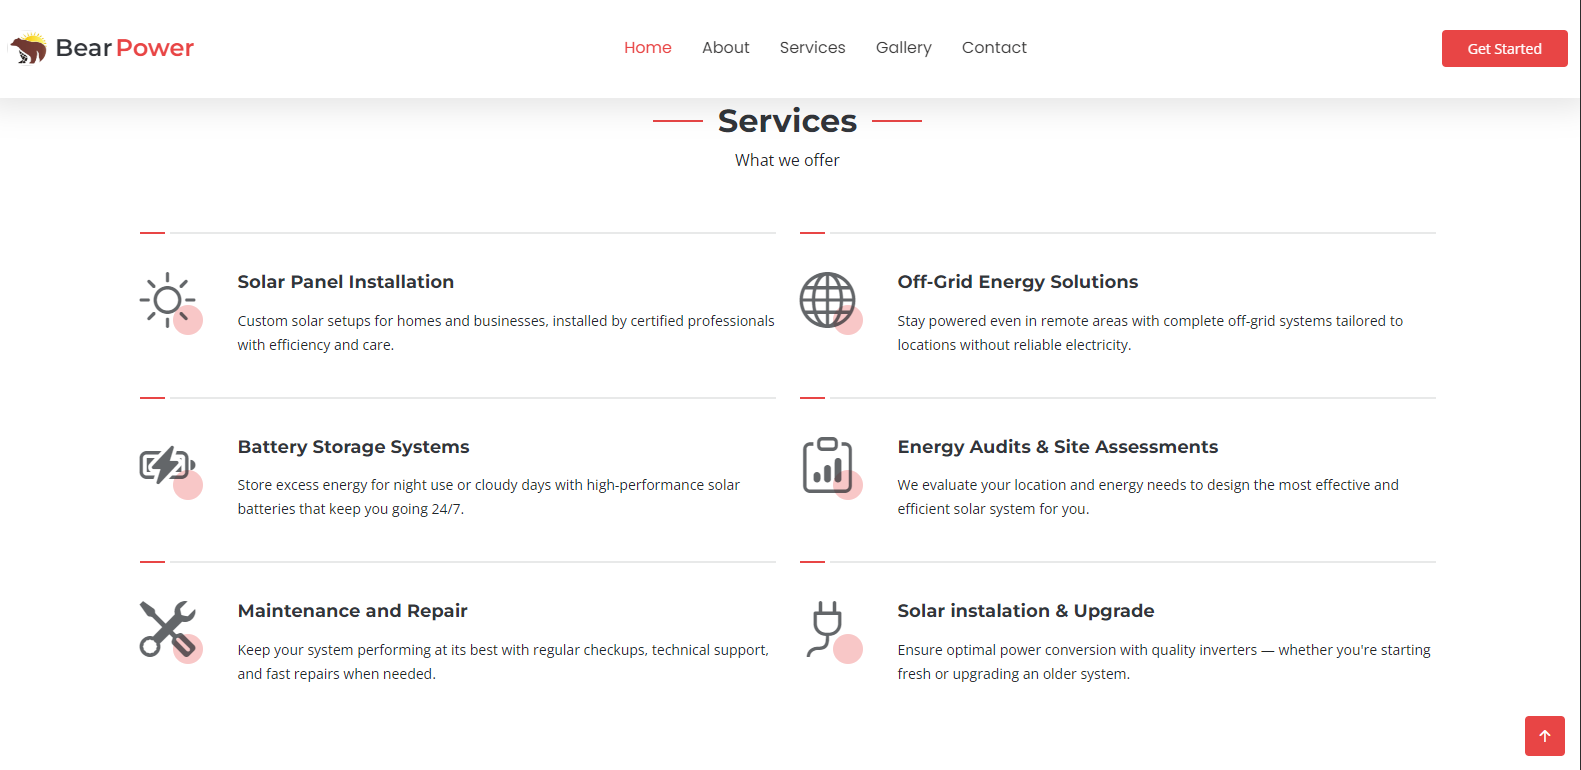 Bear Power
Home About Services Gallery Contact
Get Started
Services
What we offer
Solar Panel Installation
Custom solar setups for homes and businesses, installed by certified professionals
with efficiency and care.
Off-Grid Energy Solutions
Stay powered even in remote areas with complete off-grid systems tailored to
locations without reliable electricity.
Battery Storage Systems
Store excess energy for night use or cloudy days with high-performance solar
batteries that keep you going 24/7.
Energy Audits & Site Assessments
We evaluate your location and energy needs to design the most effective and
efficient solar system for you.
Maintenance and Repair
Keep your system performing at its best with regular checkups, technical support,
and fast repairs when needed.
Solar instalation & Upgrade
Ensure optimal power conversion with quality inverters — whether you're starting
fresh or upgrading an older system.